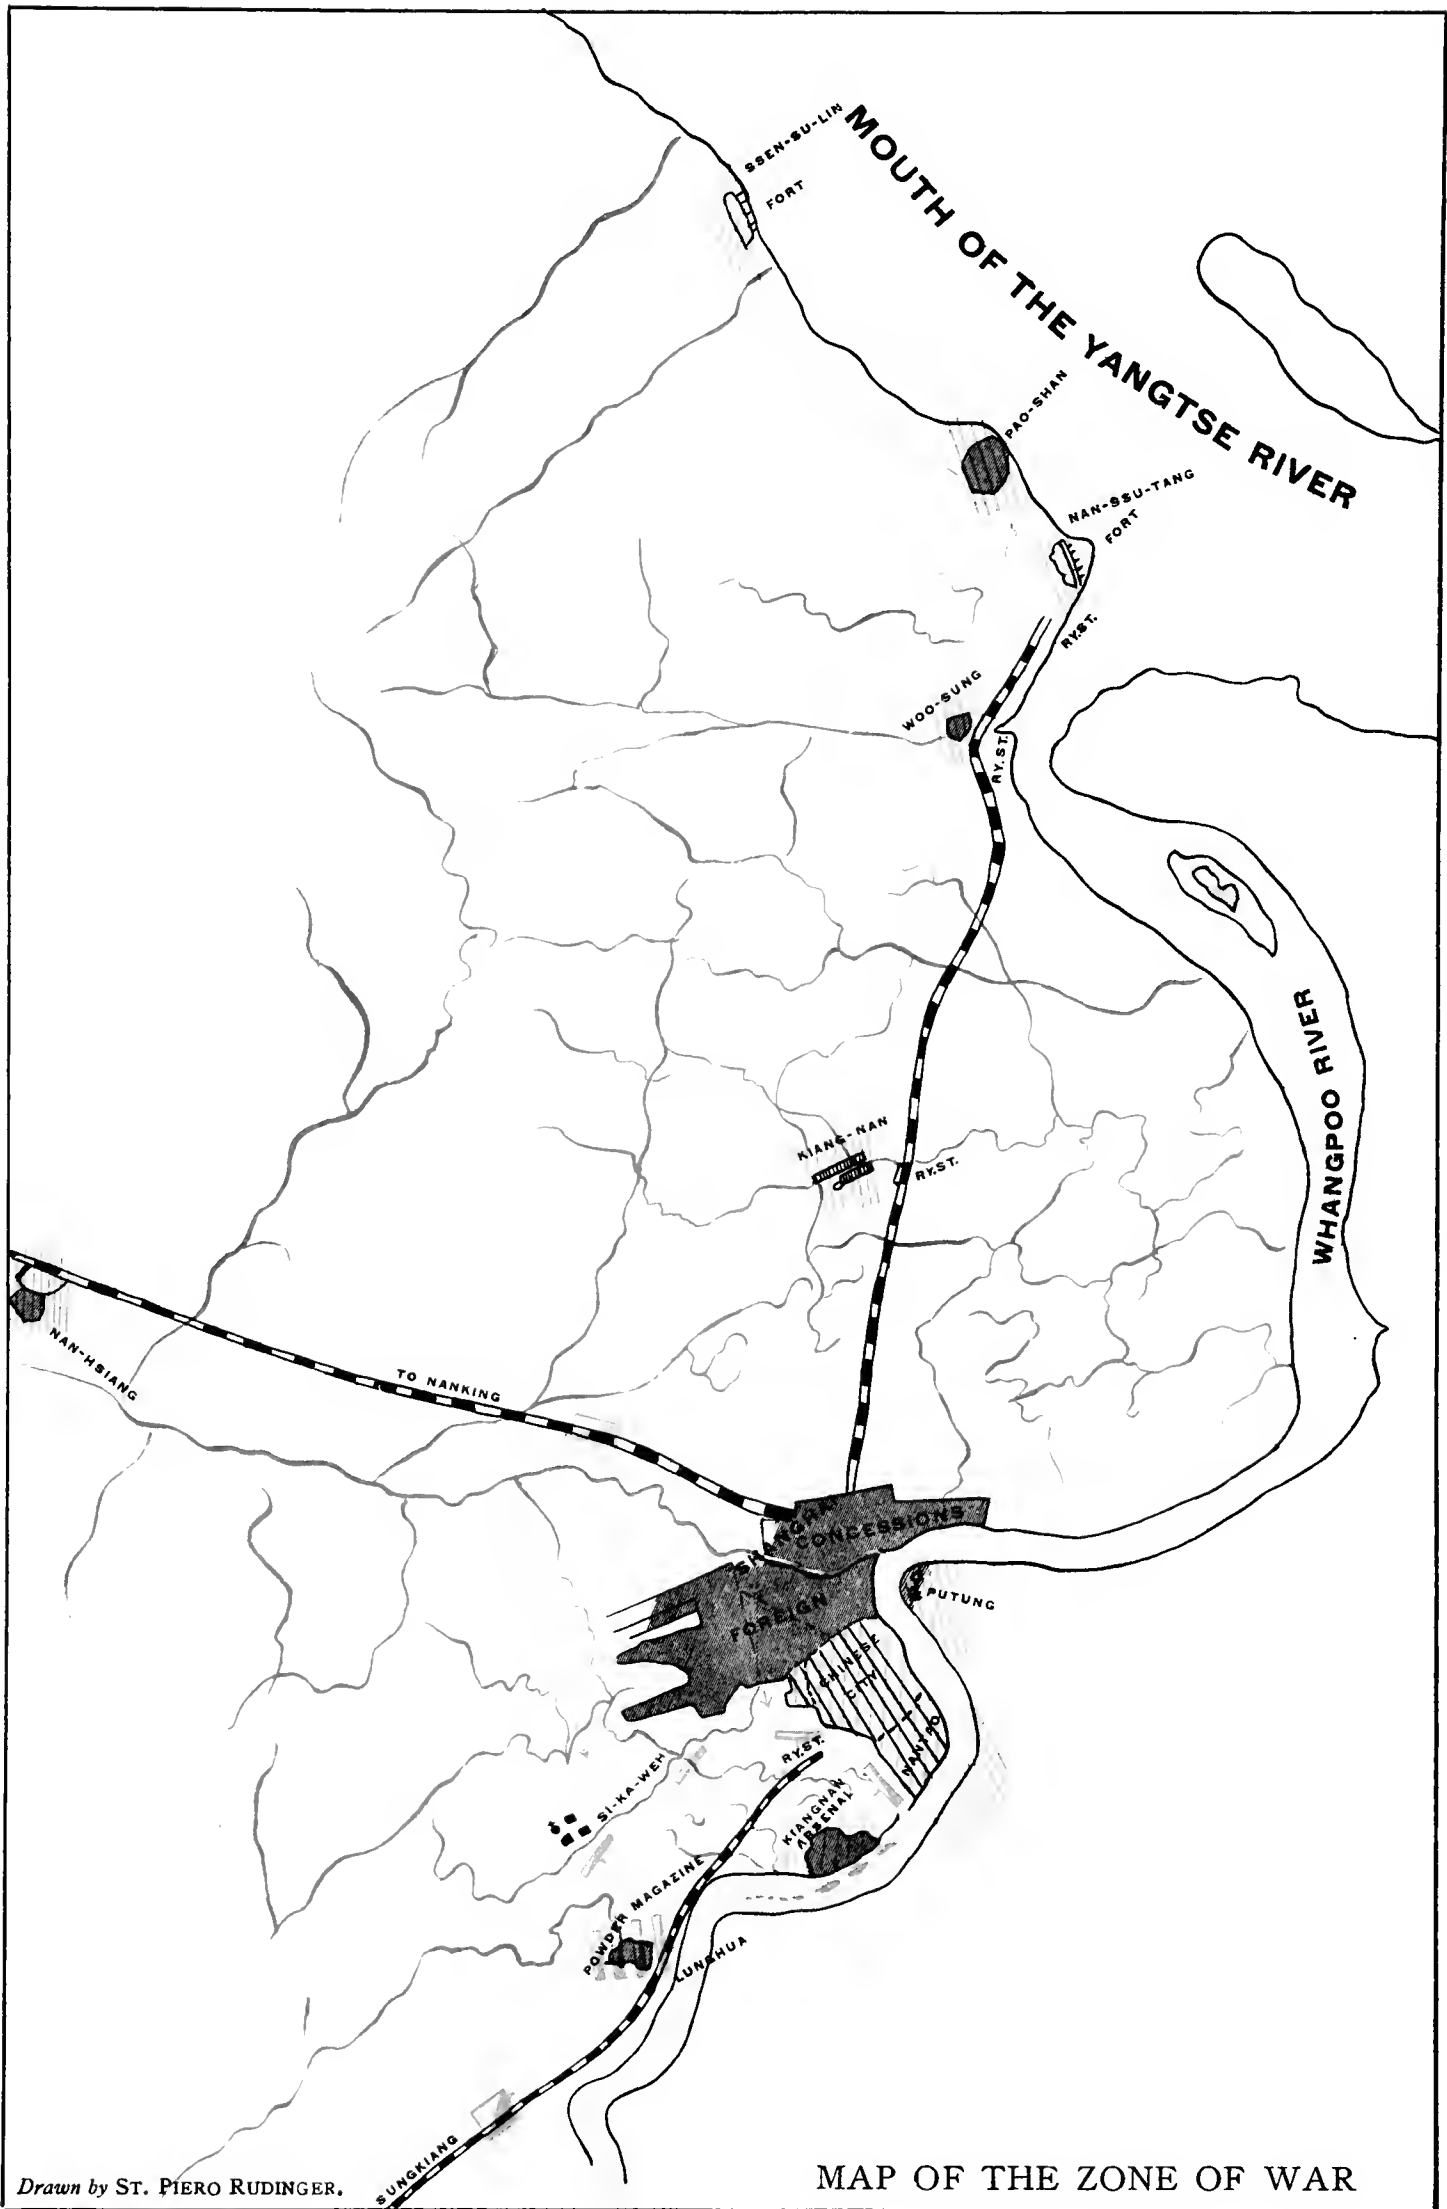 SSEN-SU-LIN
FORT
MOUTH OF THE YANGTSE RIVER
PAO-SHAN
NAN-SSU-TANG
FORT
RY.ST.
WOO-SUNG
RY.ST.
WHANGPOO RIVER
KIANG-NAN
RY.ST.
NAN-HSIANG
TO NANKING
SHANGHAI
CONCESSIONS
FOREIGN
PUTUNG
CHINESE
CITY
NANTAO
RY.ST.
SI-KA-WEH
KIANGNAN
ARSENAL
POWDER MAGAZINE
LUNGHUA
SUNGKIANG
Drawn by ST. PIERO RUDINGER.
MAP OF THE ZONE OF WAR